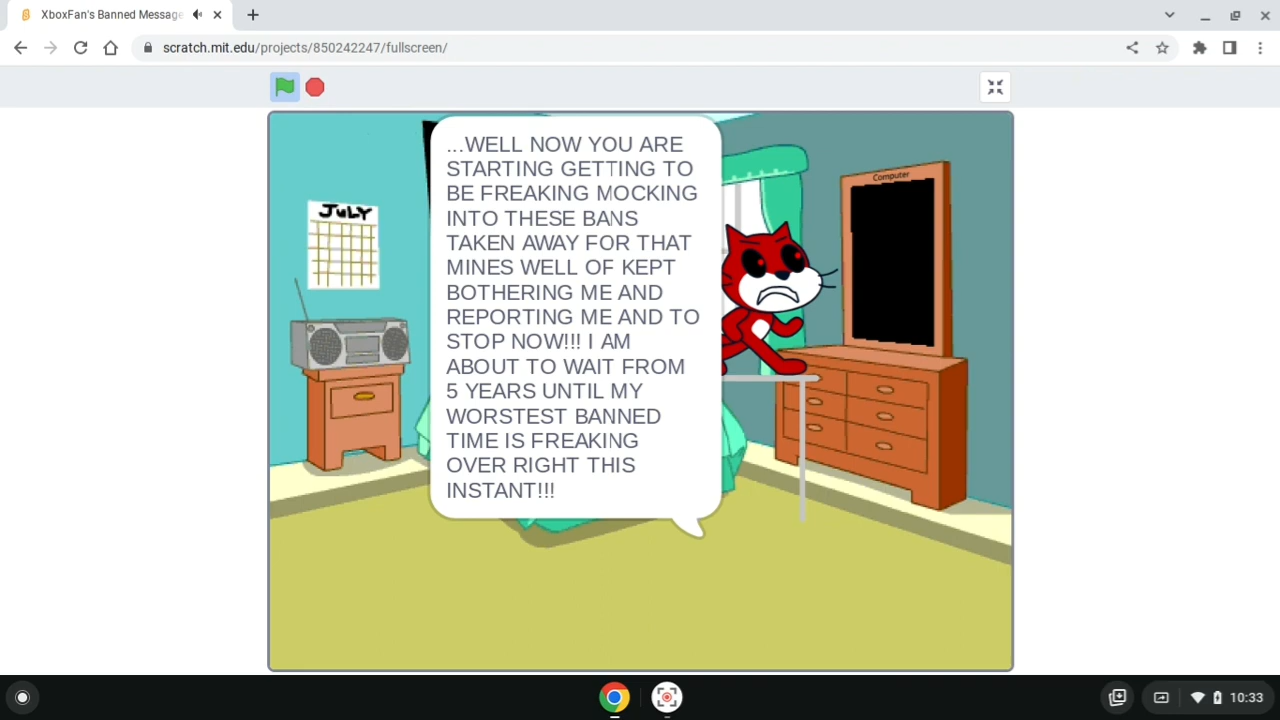 XboxFan's Banned Message
scratch.mit.edu/projects/850242247/fullscreen/
...WELL NOW YOU ARE
STARTING GETTING TO
BE FREAKING MOCKING
INTO THESE BANS
TAKEN AWAY FOR THAT
MINES WELL OF KEPT
BOTHERING ME AND
REPORTING ME AND TO
STOP NOW!!! I AM
ABOUT TO WAIT FROM
5 YEARS UNTIL MY
WORSTEST BANNED
TIME IS FREAKING
OVER RIGHT THIS
INSTANT!!!
JULY
Computer
10:33